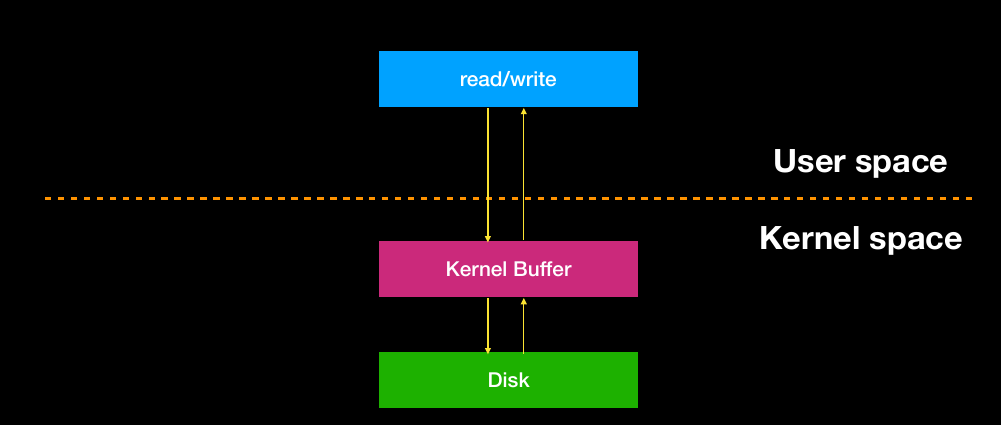 read/write
User space
Kernel space
Kernel Buffer
Disk